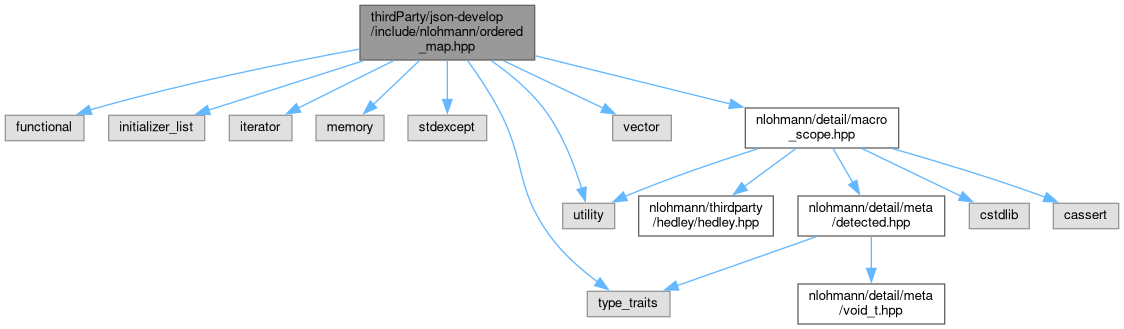 thirdParty/json-develop
/include/nlohmann/ordered
_map.hpp
functional
initializer_list
iterator
memory
stdexcept
vector
nlohmann/detail/macro
_scope.hpp
utility
nlohmann/thirdparty
/hedley/hedley.hpp
nlohmann/detail/meta
/detected.hpp
cstdlib
cassert
type_traits
nlohmann/detail/meta
/void_t.hpp